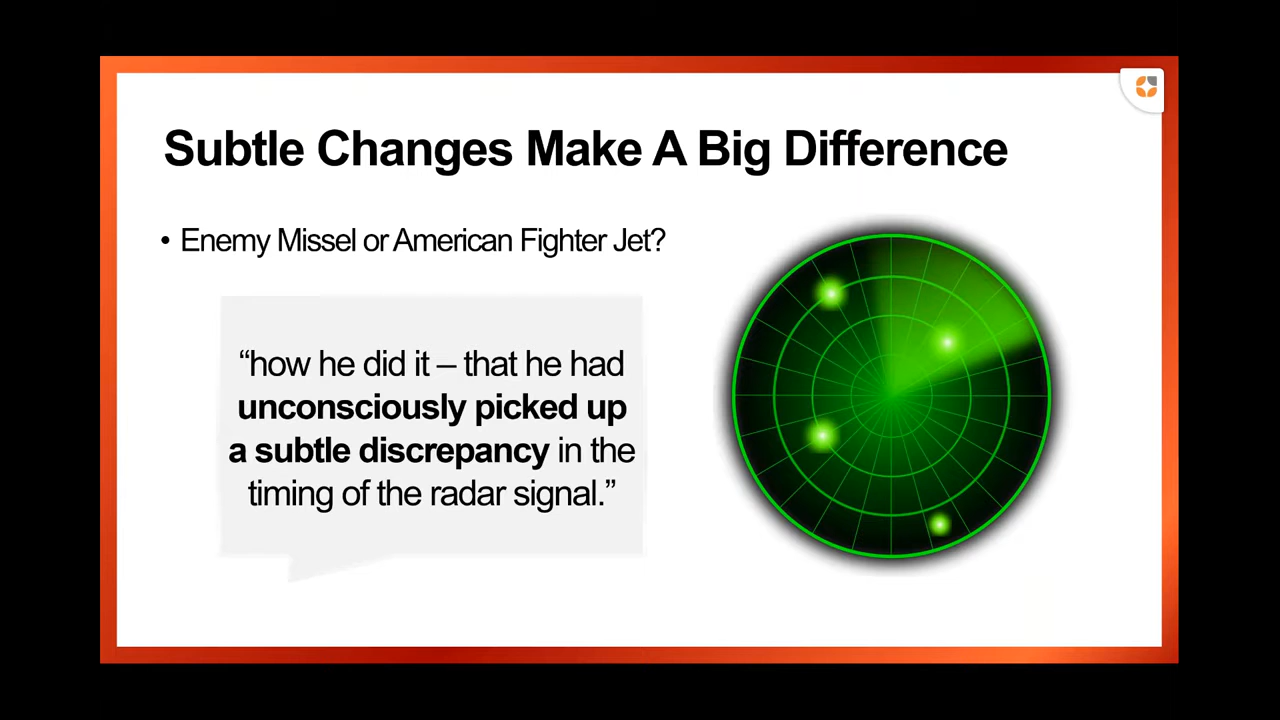 Subtle Changes Make A Big Difference
• Enemy Missel or American Fighter Jet?
“how he did it – that he had
unconsciously picked up
a subtle discrepancy in the
timing of the radar signal.”